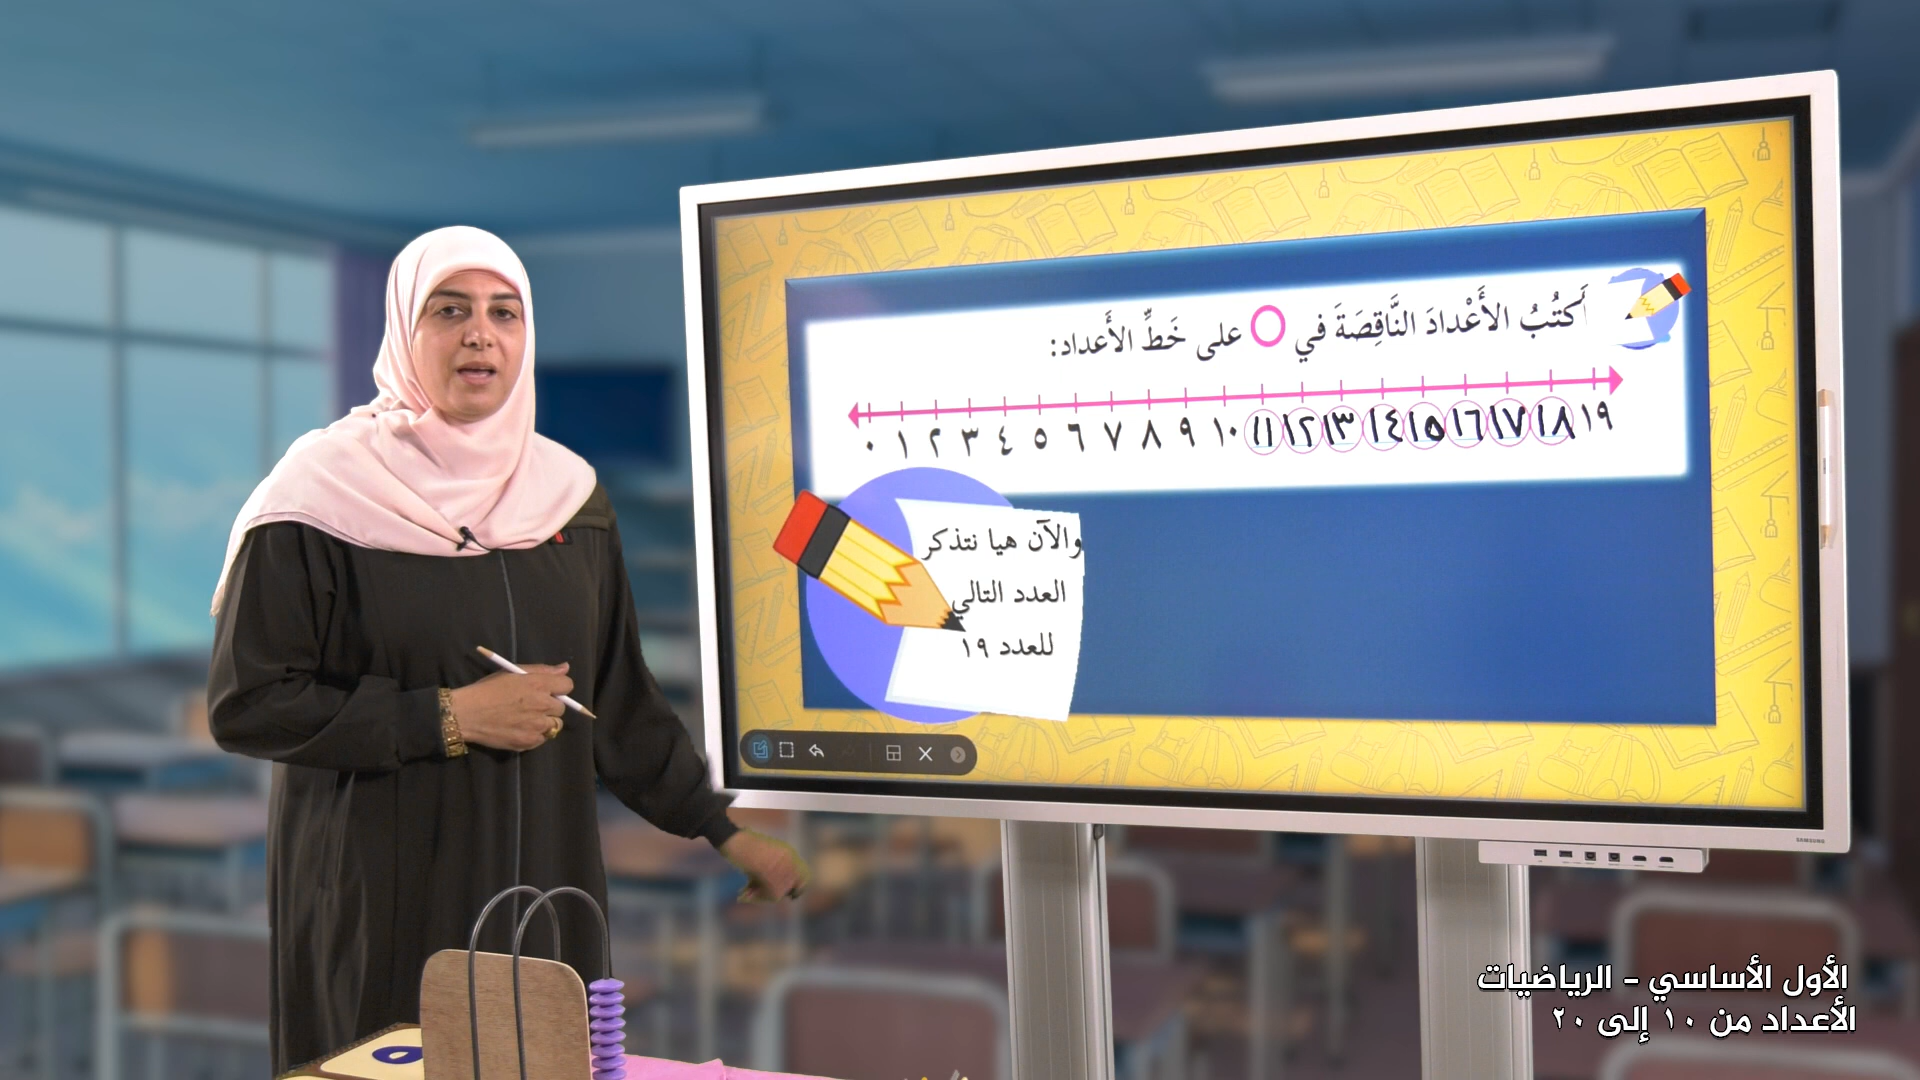 أَكتُبُ الأَعْدادَ النَّاقِصَةَ في ○ على خَطِّ الأَعداد:
٠ ١ ٢ ٣ ٤ ٥ ٦ ٧ ٨ ٩ ١٠ ١١ ١٢ ١٣ ١٤ ١٥ ١٦ ١٧ ١٨ ١٩
والآن هيا نتذكر
العدد التالي
للعدد ١٩
SAMSUNG
٥
الأول الأساسي - الرياضيات
الأعداد من ١٠ إلى ٢٠